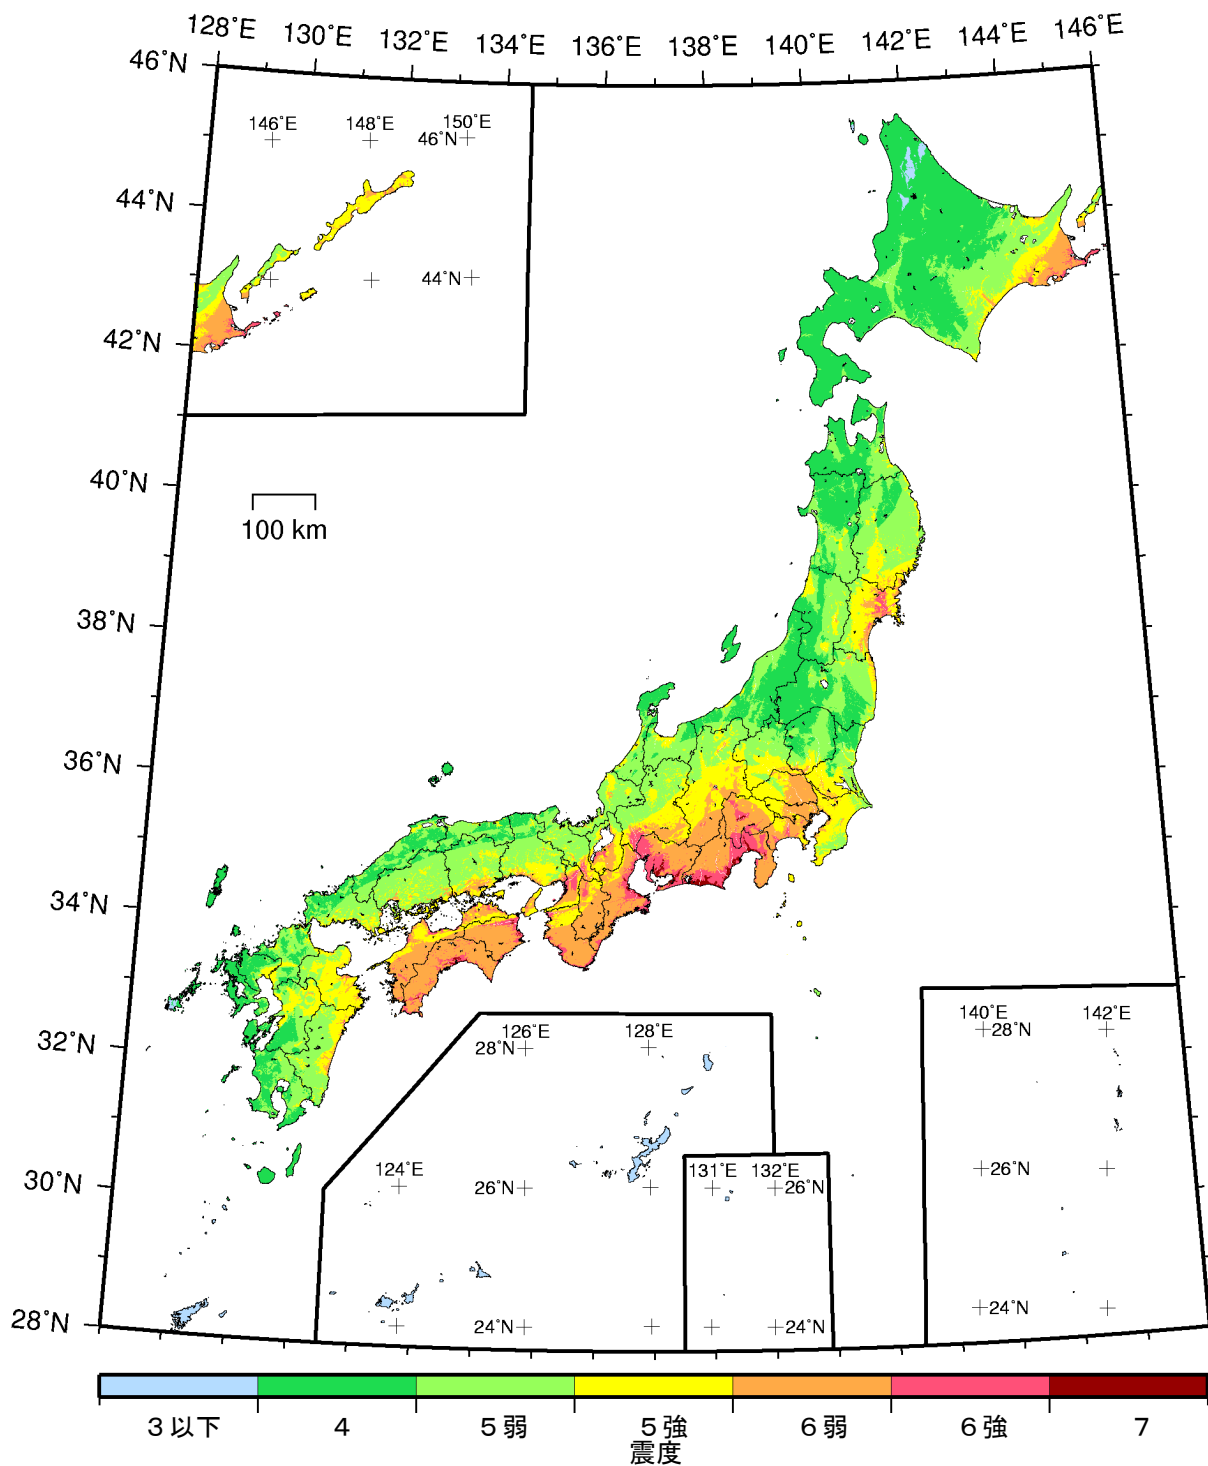 128°E 130°E 132°E 134°E 136°E 138°E 140°E 142°E 144°E 146°E
46°N
146°E 148°E 150°E
46°N
44°N
44°N
42°N
40°N
100 km
38°N
36°N
34°N
32°N
30°N
28°N
126°E 128°E
28°N
124°E
26°N
24°N
131°E 132°E
26°N
24°N
140°E 142°E
28°N
26°N
24°N
3以下 4 5弱 5強 6弱 6強 7
震度